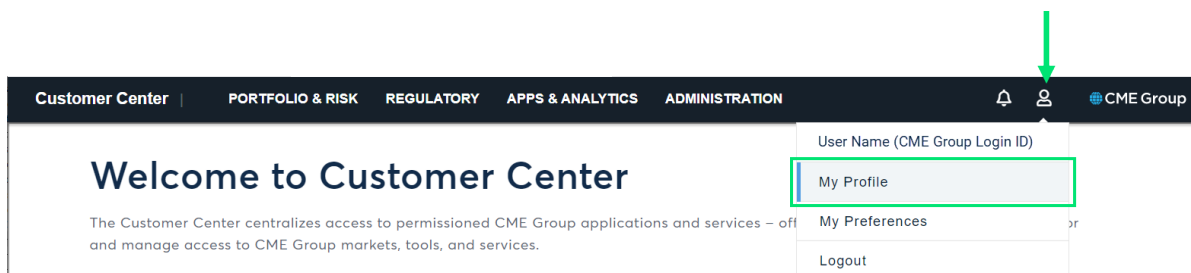 Customer Center | PORTFOLIO & RISK REGULATORY APPS & ANALYTICS ADMINISTRATION CME Group
User Name (CME Group Login ID)
Welcome to Customer Center
My Profile
The Customer Center centralizes access to permissioned CME Group applications and services – off
My Preferences
and manage access to CME Group markets, tools, and services.
Logout